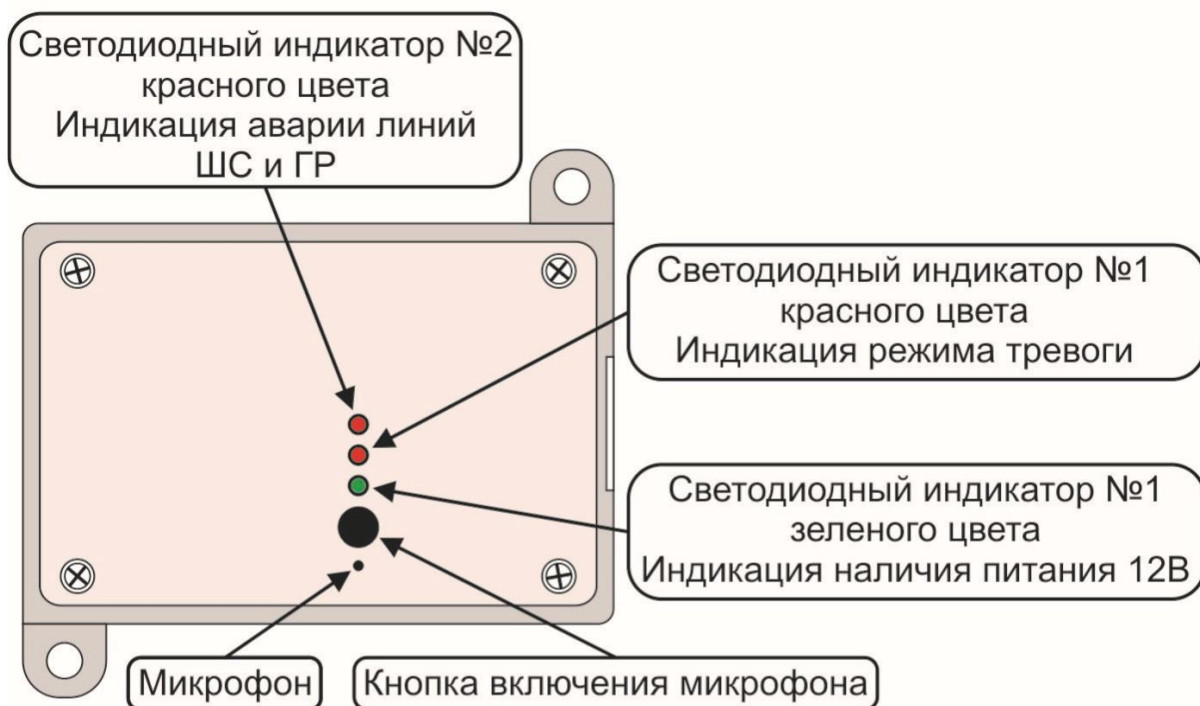 Светодиодный индикатор №2
красного цвета
Индикация аварии линий
ШС и ГР
Светодиодный индикатор №1
красного цвета
Индикация режима тревоги
Светодиодный индикатор №1
зеленого цвета
Индикация наличия питания 12В
Микрофон
Кнопка включения микрофона